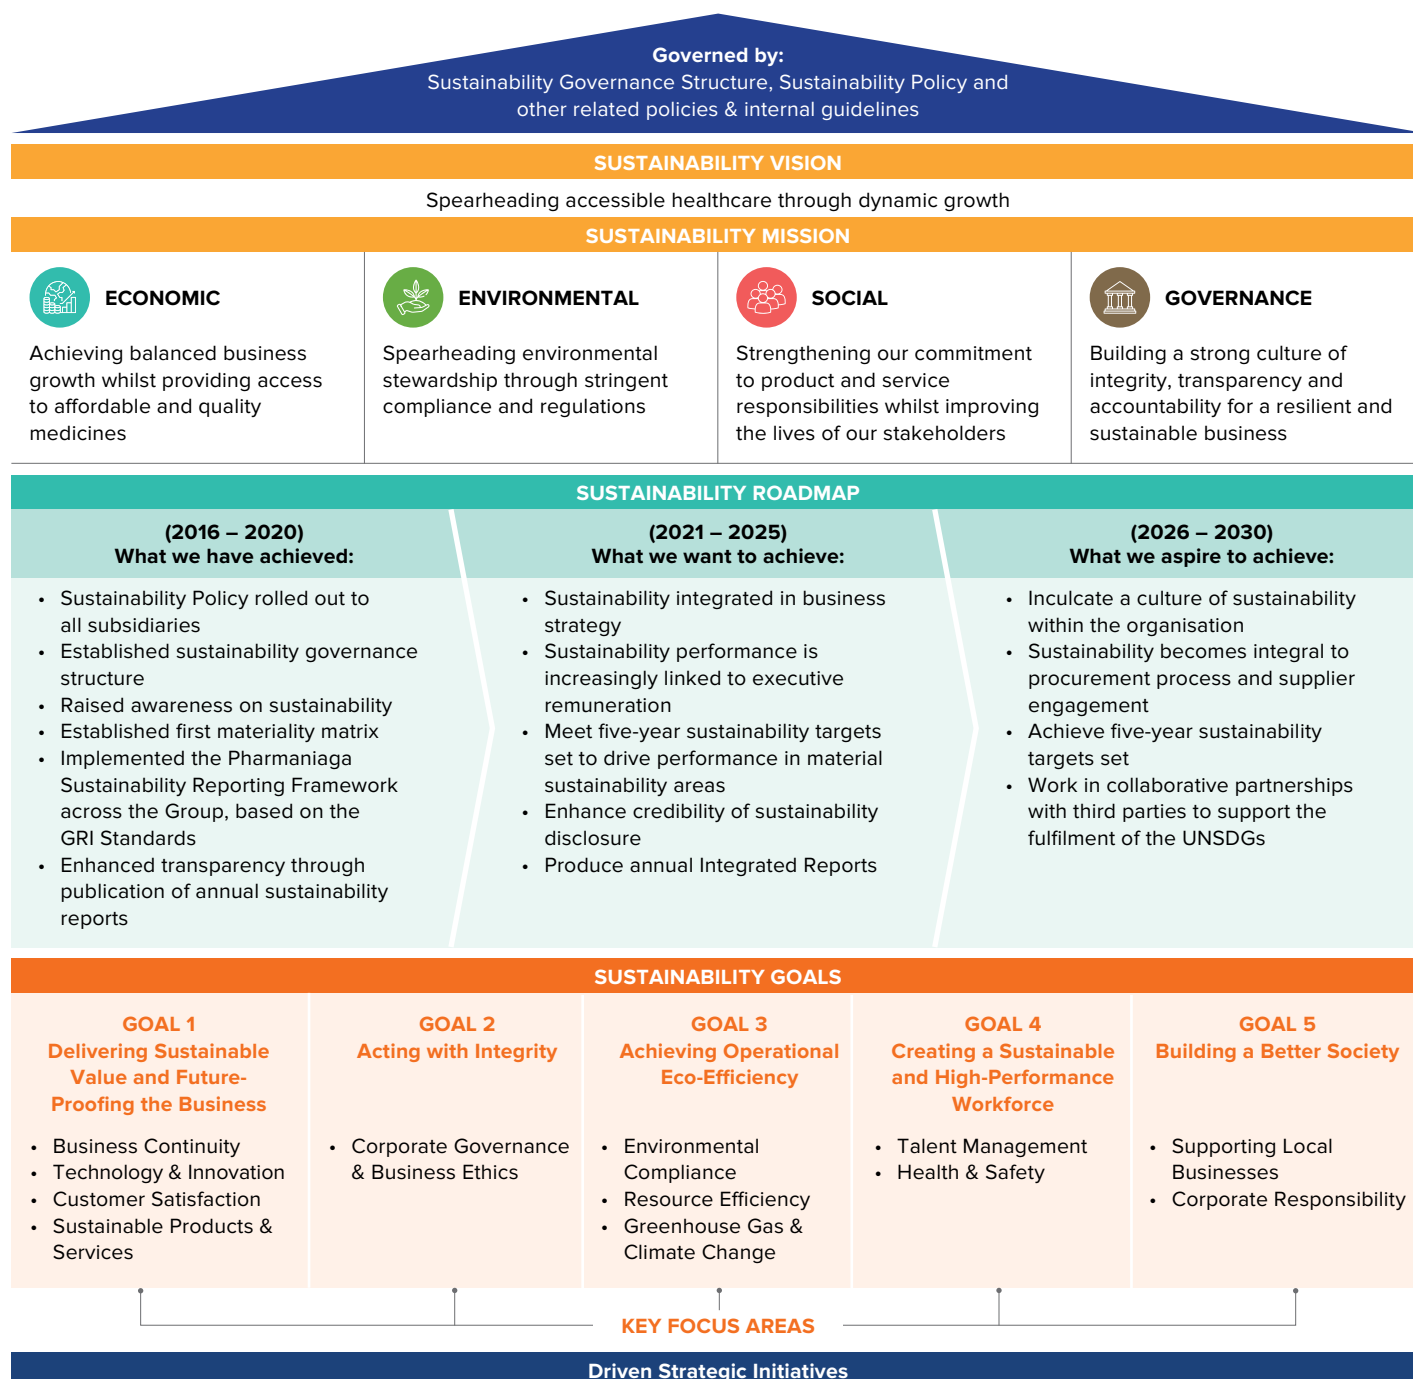 Governed by:
Sustainability Governance Structure, Sustainability Policy and
other related policies & internal guidelines
SUSTAINABILITY VISION
Spearheading accessible healthcare through dynamic growth
SUSTAINABILITY MISSION
ECONOMIC
Achieving balanced business
growth whilst providing access
to affordable and quality
medicines
ENVIRONMENTAL
Spearheading environmental
stewardship through stringent
compliance and regulations
SOCIAL
Strengthening our commitment
to product and service
responsibilities whilst improving
the lives of our stakeholders
GOVERNANCE
Building a strong culture of
integrity, transparency and
accountability for a resilient and
sustainable business
SUSTAINABILITY ROADMAP
(2016 – 2020)
What we have achieved:
• Sustainability Policy rolled out to
all subsidiaries
• Established sustainability governance
structure
• Raised awareness on sustainability
• Established first materiality matrix
• Implemented the Pharmaniaga
Sustainability Reporting Framework
across the Group, based on the
GRI Standards
• Enhanced transparency through
publication of annual sustainability
reports
(2021 – 2025)
What we want to achieve:
• Sustainability integrated in business
strategy
• Sustainability performance is
increasingly linked to executive
remuneration
• Meet five-year sustainability targets
set to drive performance in material
sustainability areas
• Enhance credibility of sustainability
disclosure
• Produce annual Integrated Reports
(2026 – 2030)
What we aspire to achieve:
• Inculcate a culture of sustainability
within the organisation
• Sustainability becomes integral to
procurement process and supplier
engagement
• Achieve five-year sustainability
targets set
• Work in collaborative partnerships
with third parties to support the
fulfilment of the UNSDGs
SUSTAINABILITY GOALS
GOAL 1
Delivering Sustainable
Value and Future-
Proofing the Business
• Business Continuity
• Technology & Innovation
• Customer Satisfaction
• Sustainable Products &
Services
GOAL 2
Acting with Integrity
• Corporate Governance
& Business Ethics
GOAL 3
Achieving Operational
Eco-Efficiency
• Environmental
Compliance
• Resource Efficiency
• Greenhouse Gas &
Climate Change
GOAL 4
Creating a Sustainable
and High-Performance
Workforce
• Talent Management
• Health & Safety
GOAL 5
Building a Better Society
• Supporting Local
Businesses
• Corporate Responsibility
KEY FOCUS AREAS
Driven Strategic Initiatives